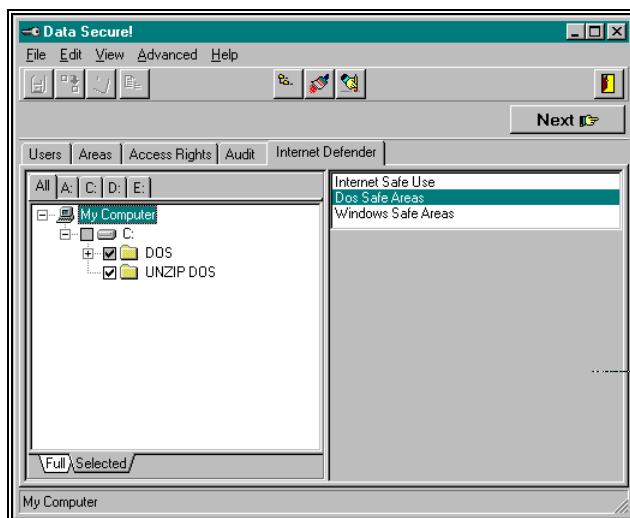 Data Secure!
File Edit View Advanced Help
Next
Users Areas Access Rights Audit Internet Defender
All A: C: D: E:
My Computer
C:
DOS
UNZIP DOS
Full Selected
Internet Safe Use
Dos Safe Areas
Windows Safe Areas
My Computer